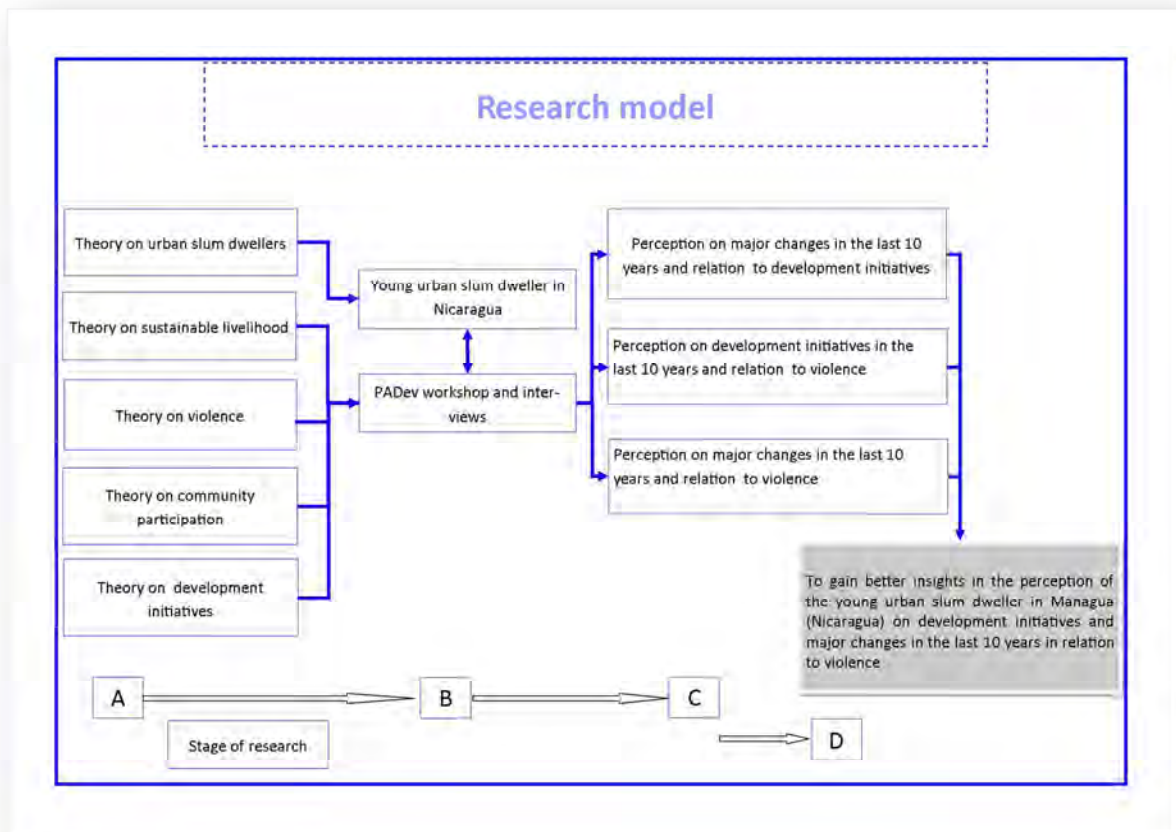 Research model
Theory on urban slum dwellers
Theory on sustainable livelihood
Theory on violence
Theory on community
participation
Theory on development
initiatives
Young urban slum dweller in
Nicaragua
PADev workshop and inter-
views
Perception on major changes in the last 10
years and relation to development initiatives
Perception on development initiatives in the
last 10 years and relation to violence
Perception on major changes in the last 10
years and relation to violence
To gain better insights in the perception of
the young urban slum dweller in Managua
(Nicaragua) on development initiatives and
major changes in the last 10 years in relation
to violence
A
B
C
D
Stage of research